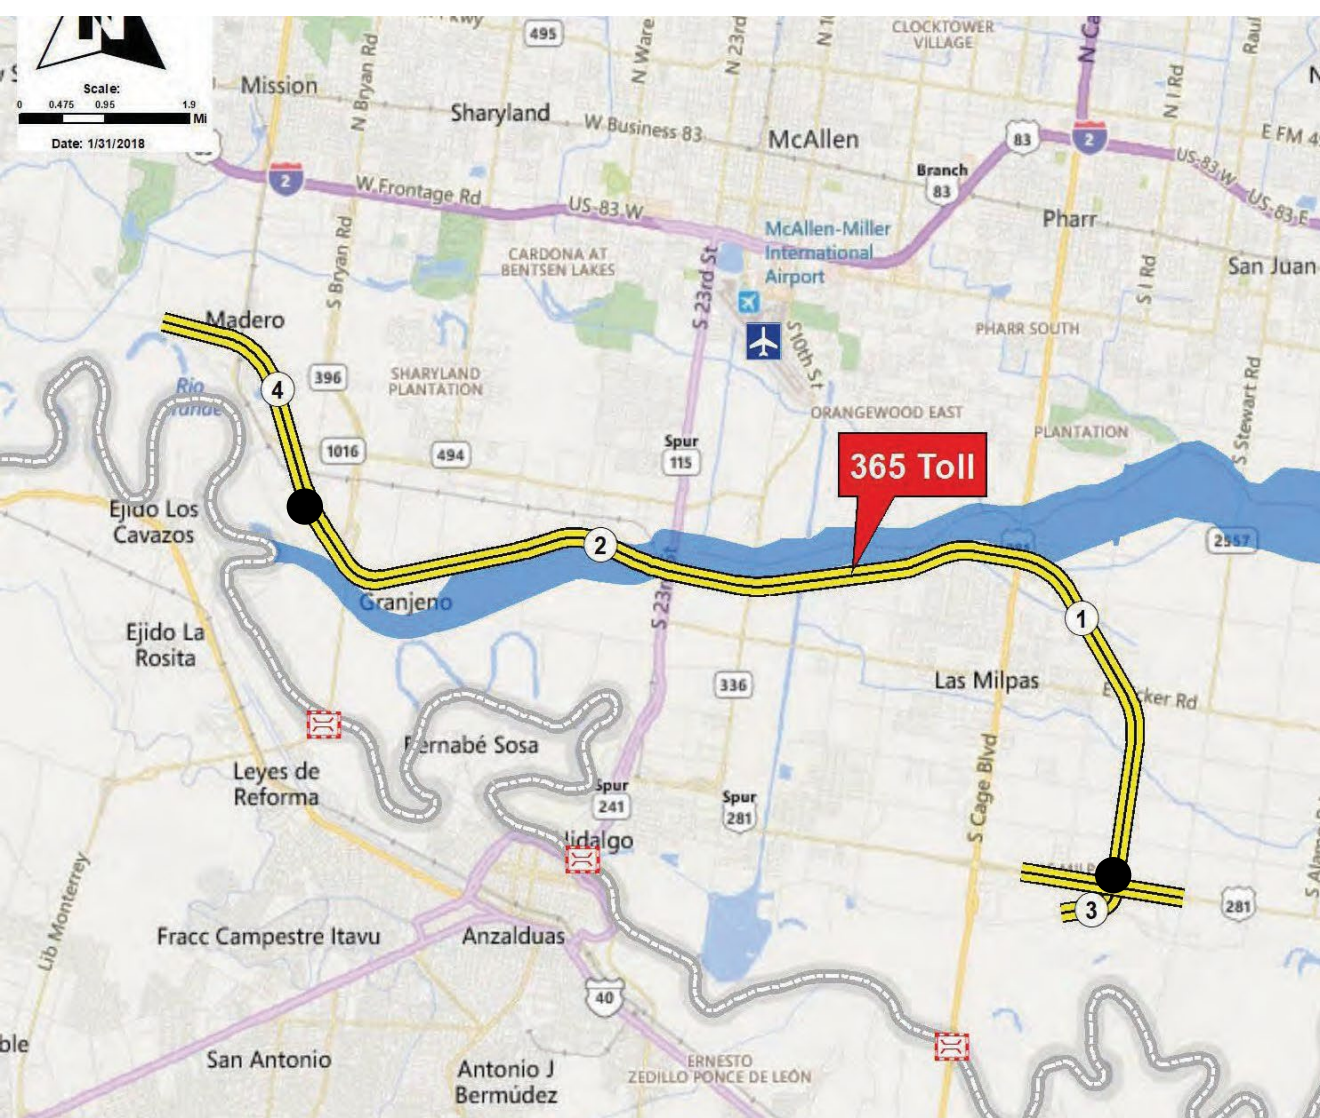 495
CLOCKTOWER
VILLAGE
N Ware
N 23rd
N I Rd
N
Scale:
0 0.475 0.95 1.9
Mi
Date: 1/31/2018
Mission
N Bryan Rd
Sharyland
W Business 83
McAllen
83
2
E FM 4
Branch
83
US-83 W
US-83 E
2
W Frontage Rd
US-83 W
Pharr
S Bryan Rd
CARDONA AT
BENTSEN LAKES
S 23rd St
McAllen-Miller
International
Airport
S I Rd
San Juan
Madero
S 10th St
PHARR SOUTH
396
SHARYLAND
PLANTATION
4
Rio
S Stewart Rd
ORANGEWOOD EAST
PLANTATION
1016
494
Spur
115
365 Toll
Ejido Los
Cavazos
2
2557
Granjeno
S 23r
1
Ejido La
Rosita
336
Las Milpas
Bernabé Sosa
Leyes de
Reforma
Spur
241
Spur
281
S Cage Blvd
Hidalgo
3
281
Lib Monterrey
Fracc Campestre Itavu
Anzalduas
40
San Antonio
Antonio J
Bermúdez
ERNESTO
ZEDILLO PONCE DE LEÓN